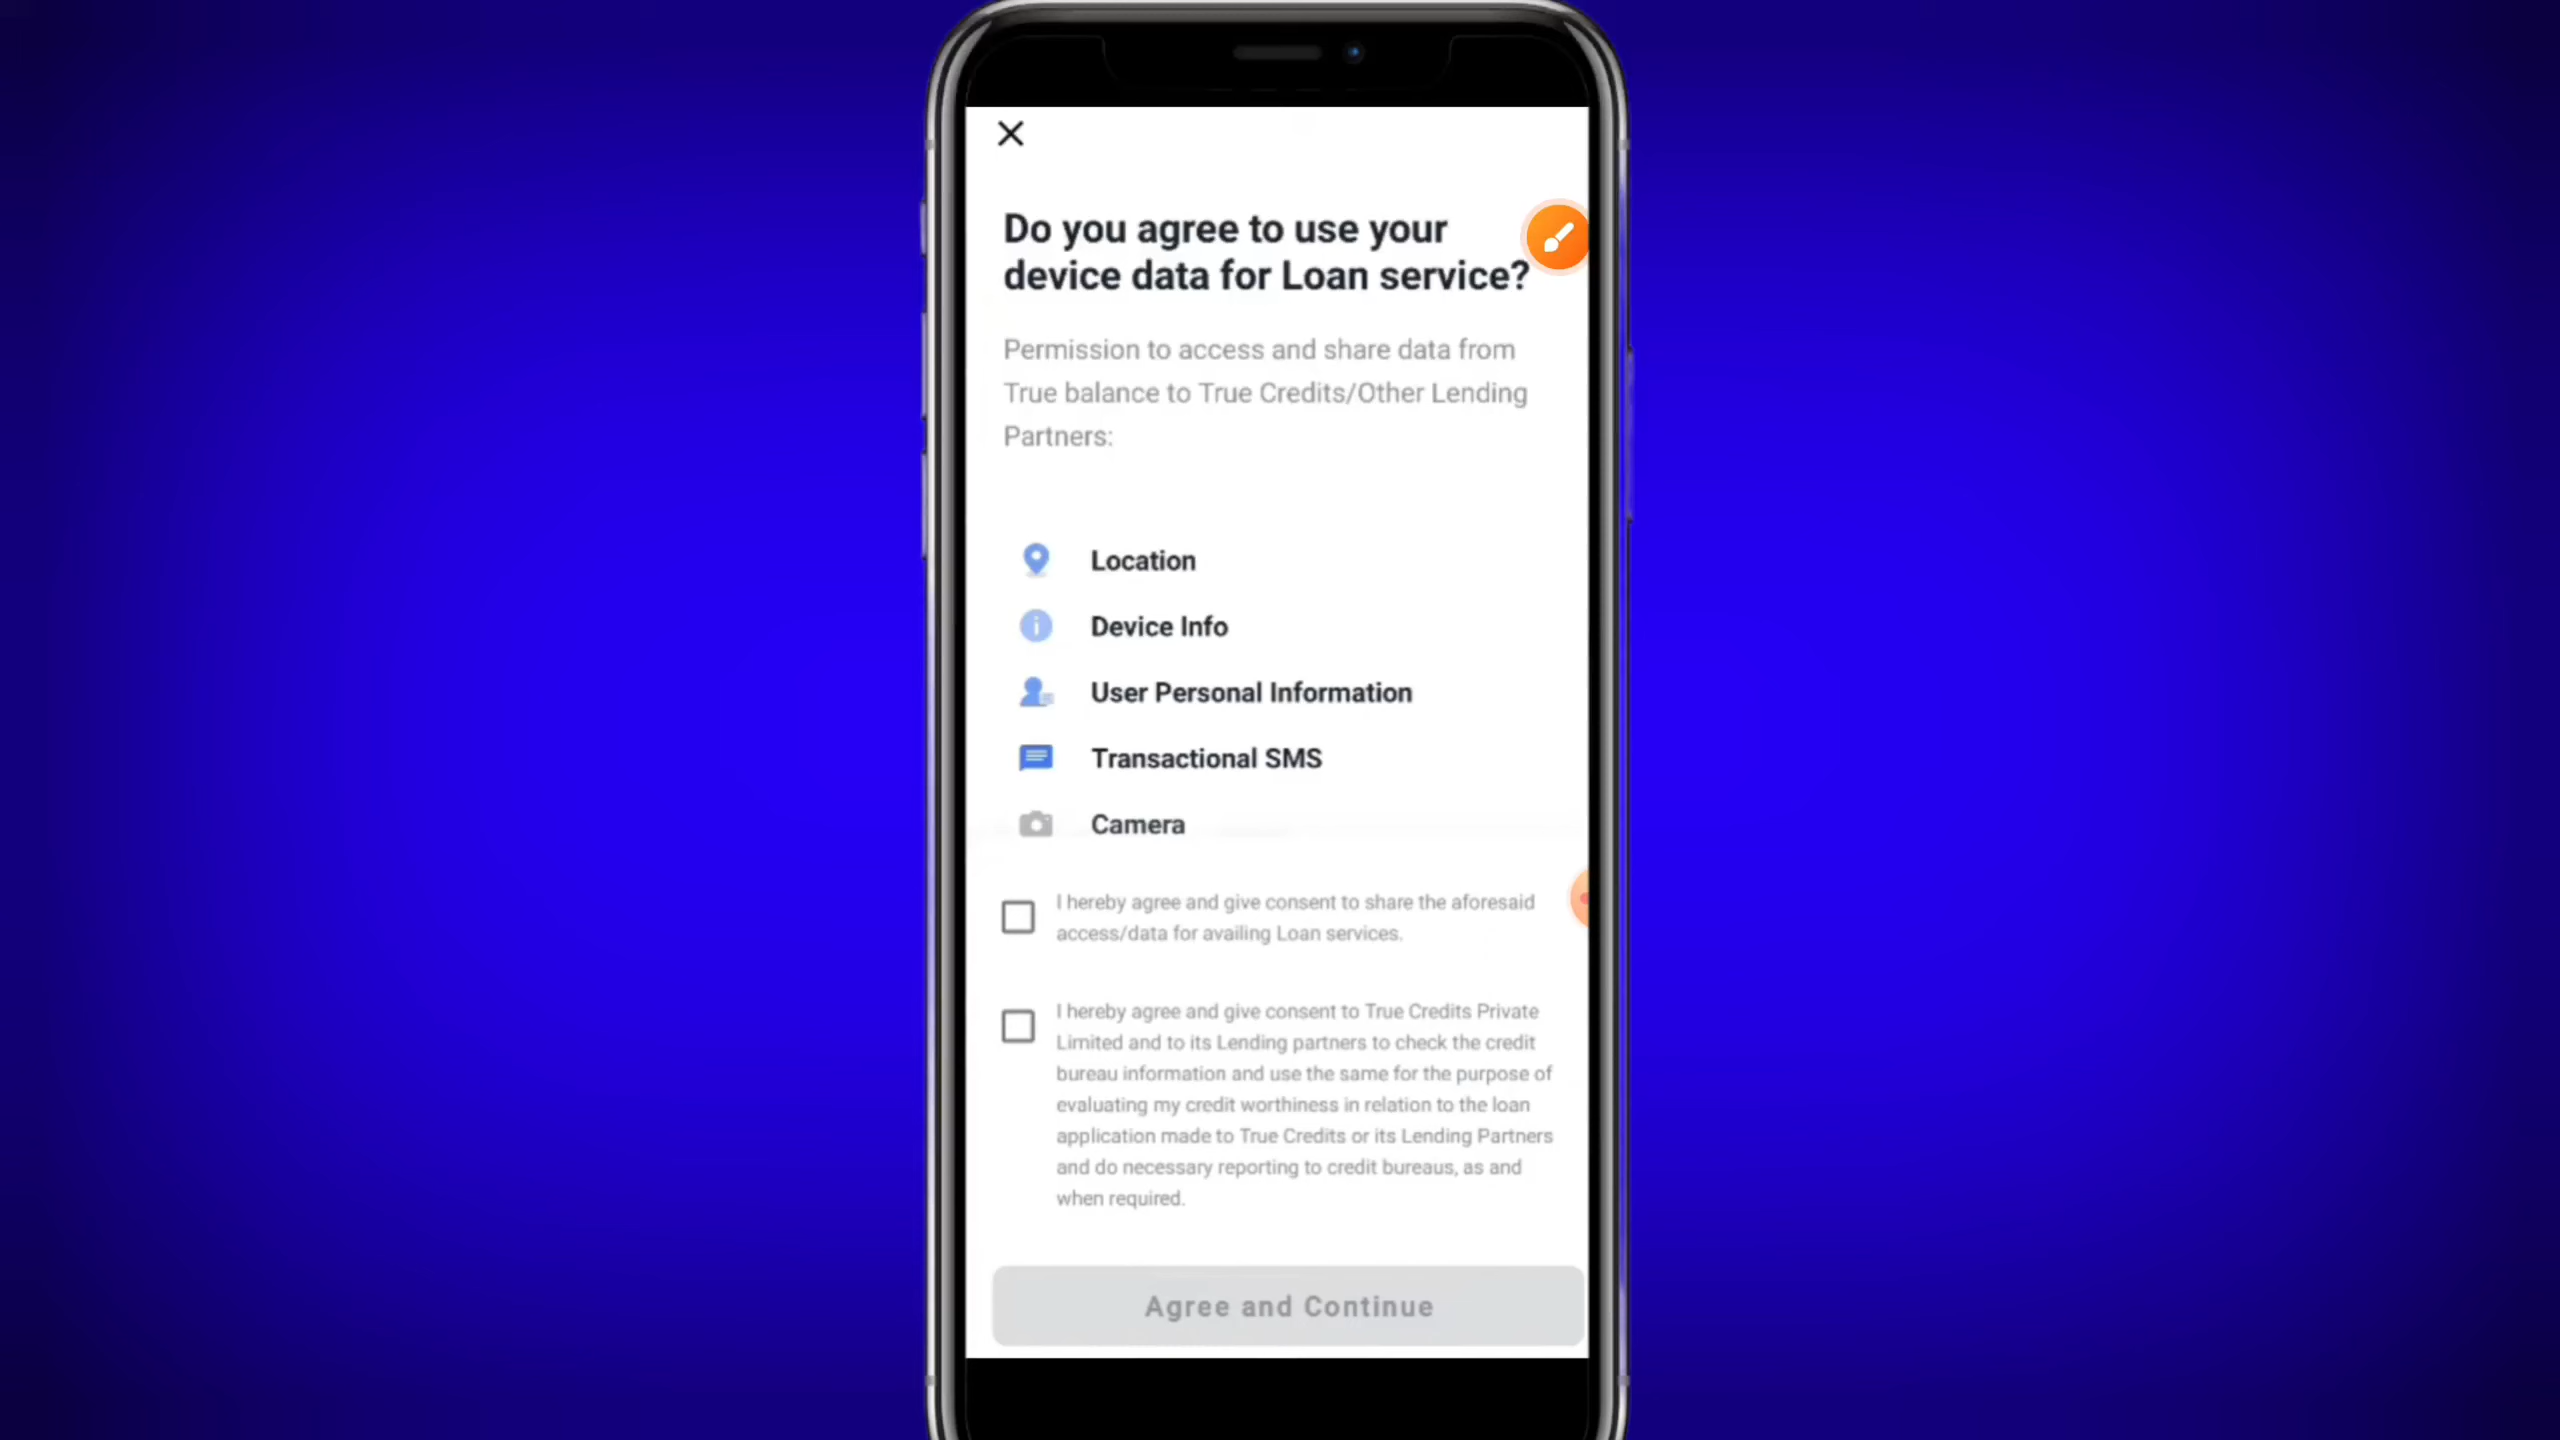 Do you agree to use your
device data for Loan service?
Permission to access and share data from
True balance to True Credits/Other Lending
Partners:
Location
Device Info
User Personal Information
Transactional SMS
Camera
I hereby agree and give consent to share the aforesaid
access/data for availing Loan services.
I hereby agree and give consent to True Credits Private
Limited and to its Lending partners to check the credit
bureau information and use the same for the purpose of
evaluating my credit worthiness in relation to the loan
application made to True Credits or its Lending Partners
and do necessary reporting to credit bureaus, as and
when required.
Agree and Continue